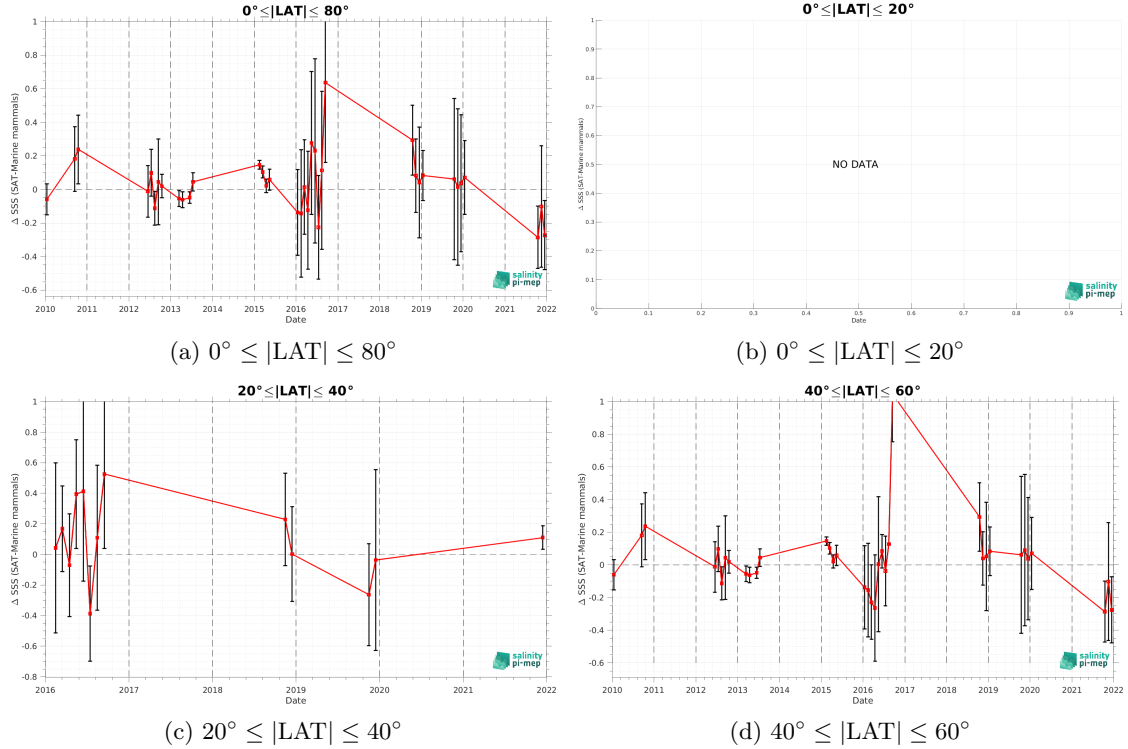 0°≤|LAT|≤ 80°
Δ SSS (SAT-Marine mammals)
1
0.8
0.6
0.4
0.2
0
-0.2
-0.4
-0.6
2010 2011 2012 2013 2014 2015 2016 2017 2018 2019 2020 2021 2022
Date
salinity
pi-mep
(a) 0° ≤ |LAT| ≤ 80°
0°≤|LAT|≤ 20°
Δ SSS (SAT-Marine mammals)
1
0.9
0.8
0.7
0.6
0.5
0.4
0.3
0.2
0.1
0
NO DATA
0 0.1 0.2 0.3 0.4 0.5 0.6 0.7 0.8 0.9 1
Date
salinity
pi-mep
(b) 0° ≤ |LAT| ≤ 20°
20°≤|LAT|≤ 40°
Δ SSS (SAT-Marine mammals)
1
0.8
0.6
0.4
0.2
0
-0.2
-0.4
-0.6
-0.8
2016 2017 2018 2019 2020 2022
Date
salinity
pi-mep
(c) 20° ≤ |LAT| ≤ 40°
40°≤|LAT|≤ 60°
Δ SSS (SAT-Marine mammals)
1
0.8
0.6
0.4
0.2
0
-0.2
-0.4
-0.6
2010 2011 2012 2013 2014 2015 2016 2017 2018 2019 2020 2021 2022
Date
salinity
pi-mep
(d) 40° ≤ |LAT| ≤ 60°